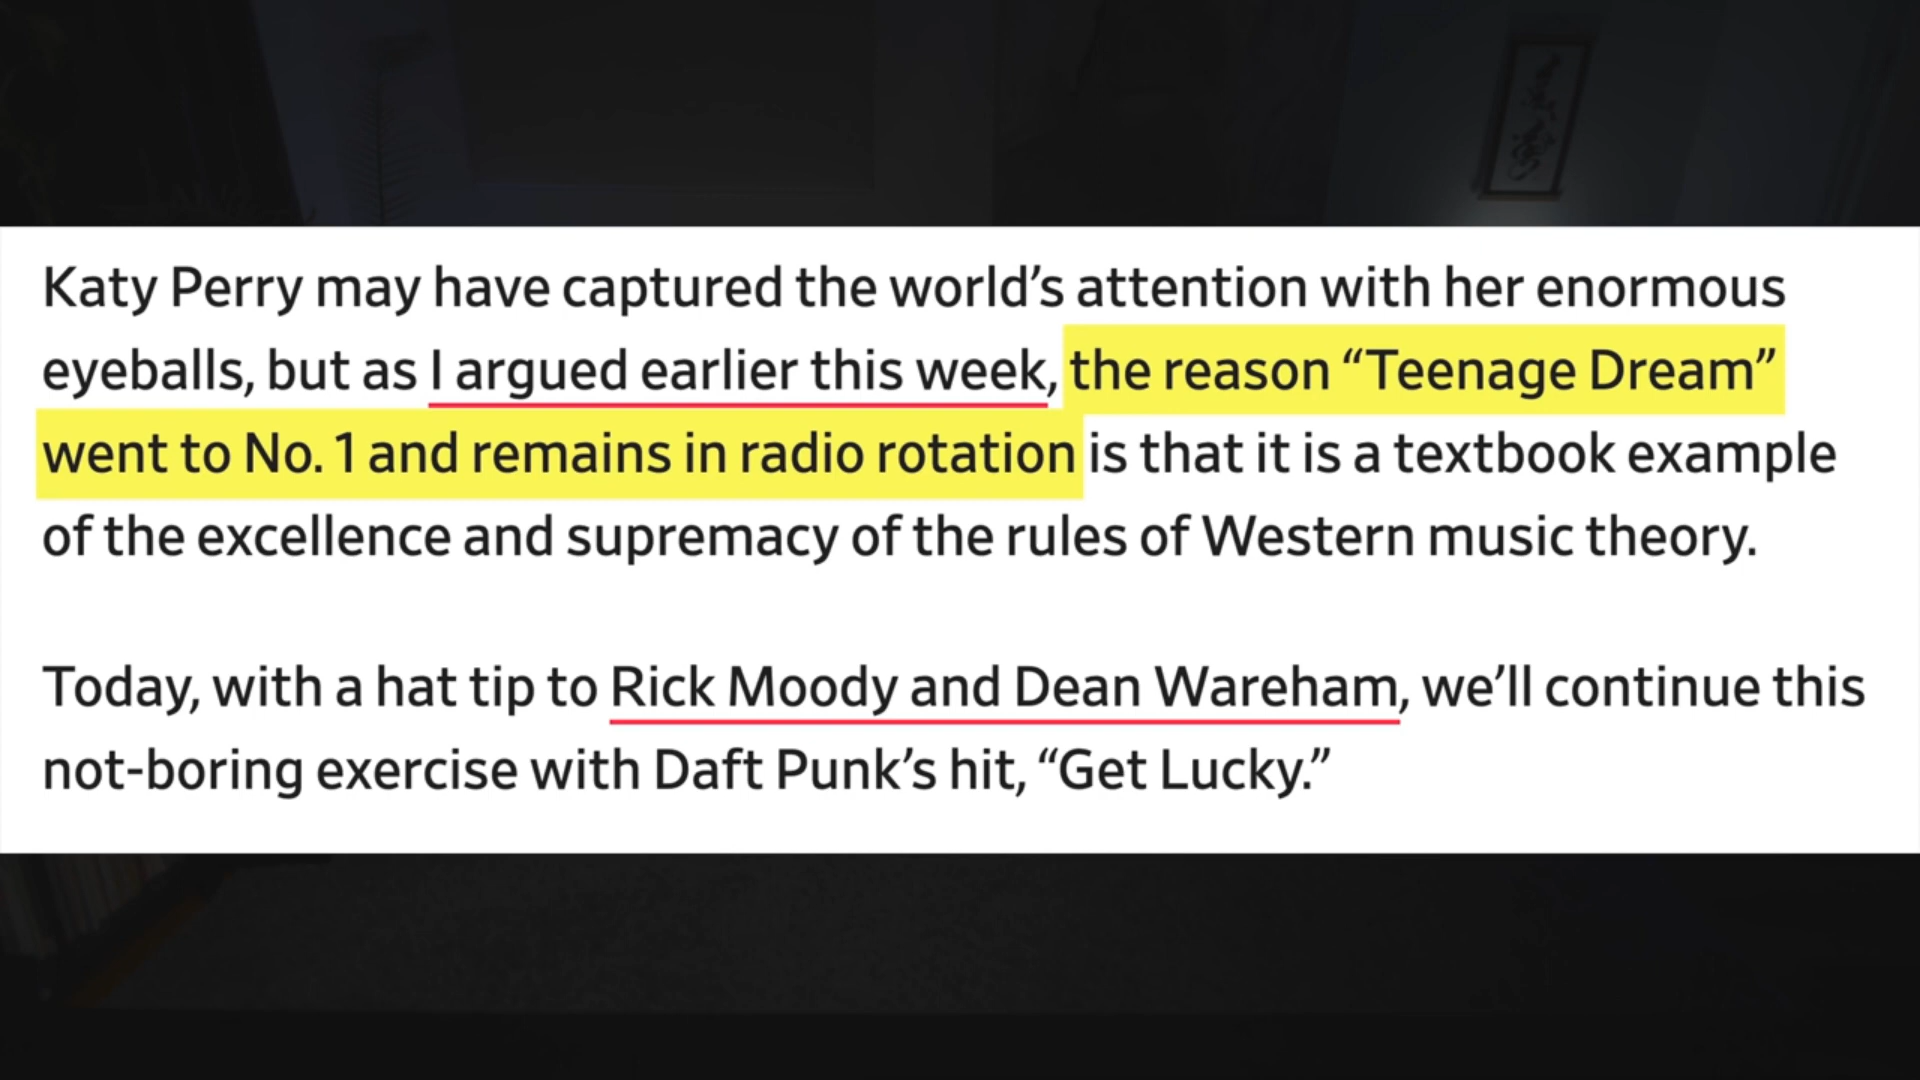 Katy Perry may have captured the world’s attention with her enormous
eyeballs, but as I argued earlier this week, the reason “Teenage Dream”
went to No. 1 and remains in radio rotation is that it is a textbook example
of the excellence and supremacy of the rules of Western music theory.
Today, with a hat tip to Rick Moody and Dean Wareham, we’ll continue this
not-boring exercise with Daft Punk’s hit, “Get Lucky.”